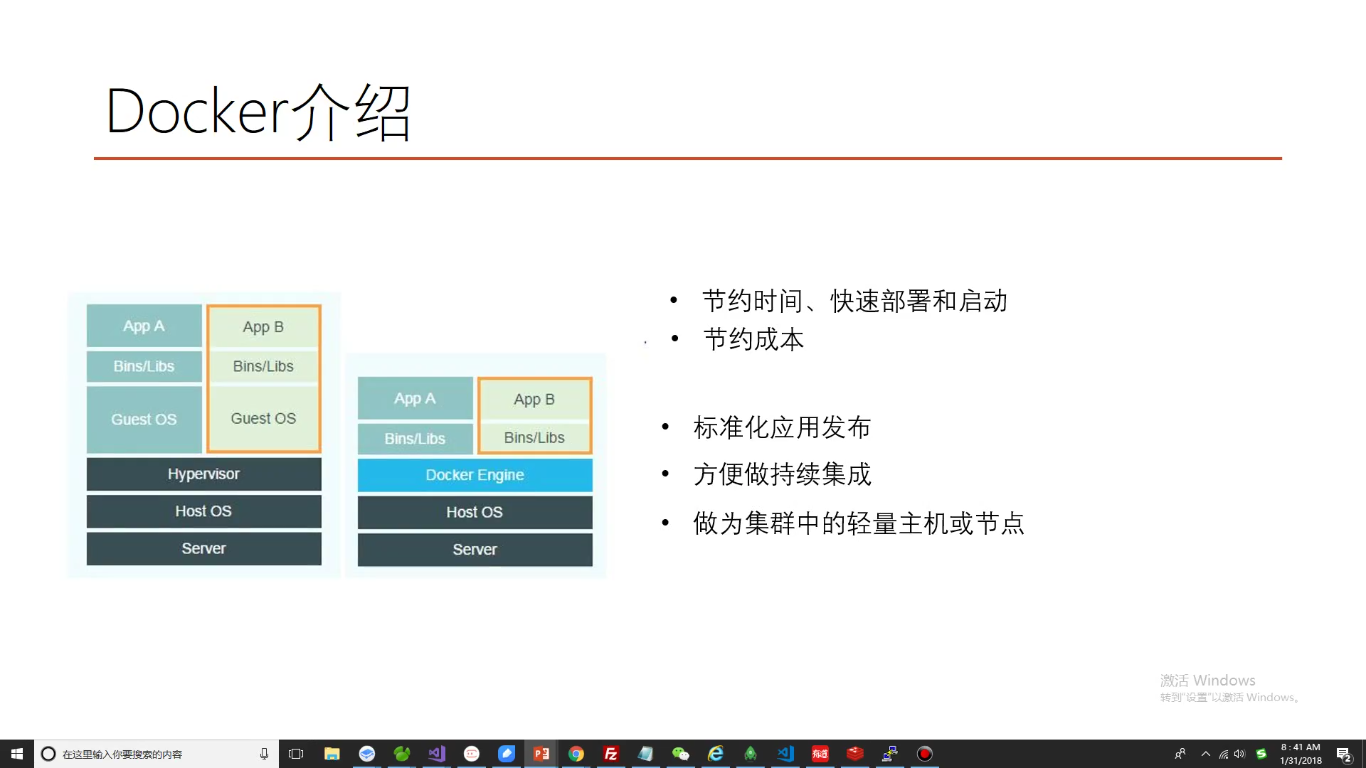 Docker介绍
App A
App B
Bins/Libs
Bins/Libs
Guest OS
Guest OS
Hypervisor
Host OS
Server
App A
App B
Bins/Libs
Bins/Libs
Docker Engine
Host OS
Server
• 节约时间、快速部署和启动
• 节约成本
• 标准化应用发布
• 方便做持续集成
• 做为集群中的轻量主机或节点
激活 Windows
转到"设置"以激活 Windows。
在这里输入你要搜索的内容
8:41 AM
1/31/2018
2